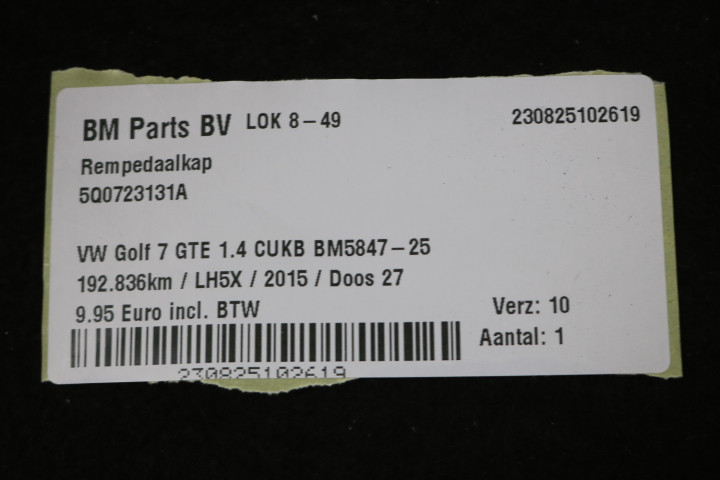 BM Parts BV LOK 8-49 230825102619
Rempedaalkap
5Q0723131A
VW Golf 7 GTE 1.4 CUKB BM5847-25
192.836km / LH5X / 2015 / Doos 27
9.95 Euro incl. BTW Verz: 10
Aantal: 1
230825102619